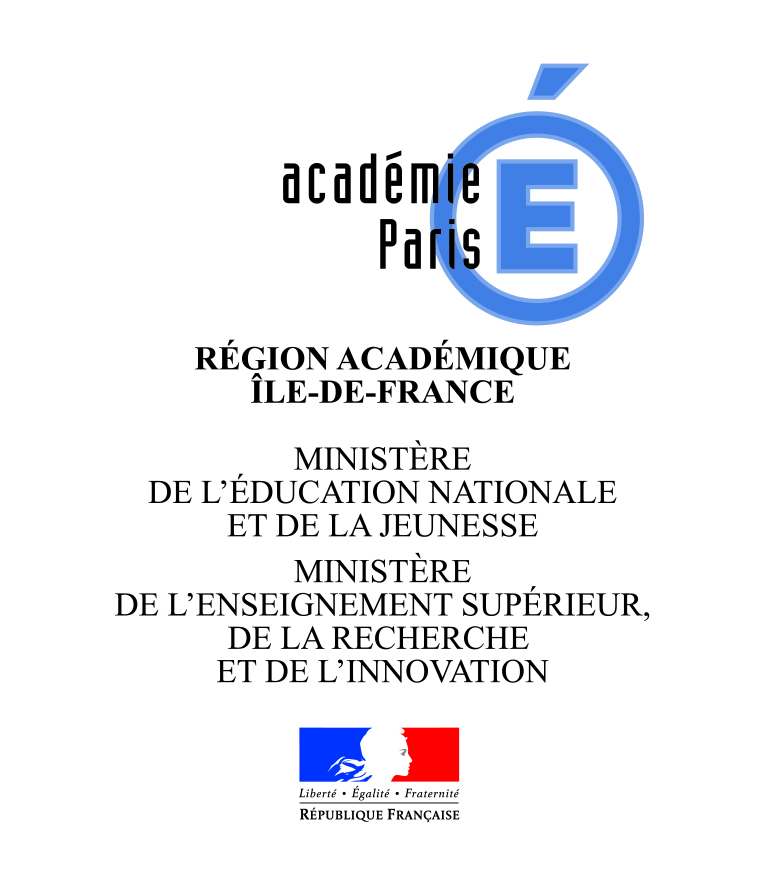 académie
Paris
É
RÉGION ACADÉMIQUE
ÎLE-DE-FRANCE
MINISTÈRE
DE L’ÉDUCATION NATIONALE
ET DE LA JEUNESSE
MINISTÈRE
DE L’ENSEIGNEMENT SUPÉRIEUR,
DE LA RECHERCHE
ET DE L’INNOVATION
Liberté • Égalité • Fraternité
RÉPUBLIQUE FRANÇAISE